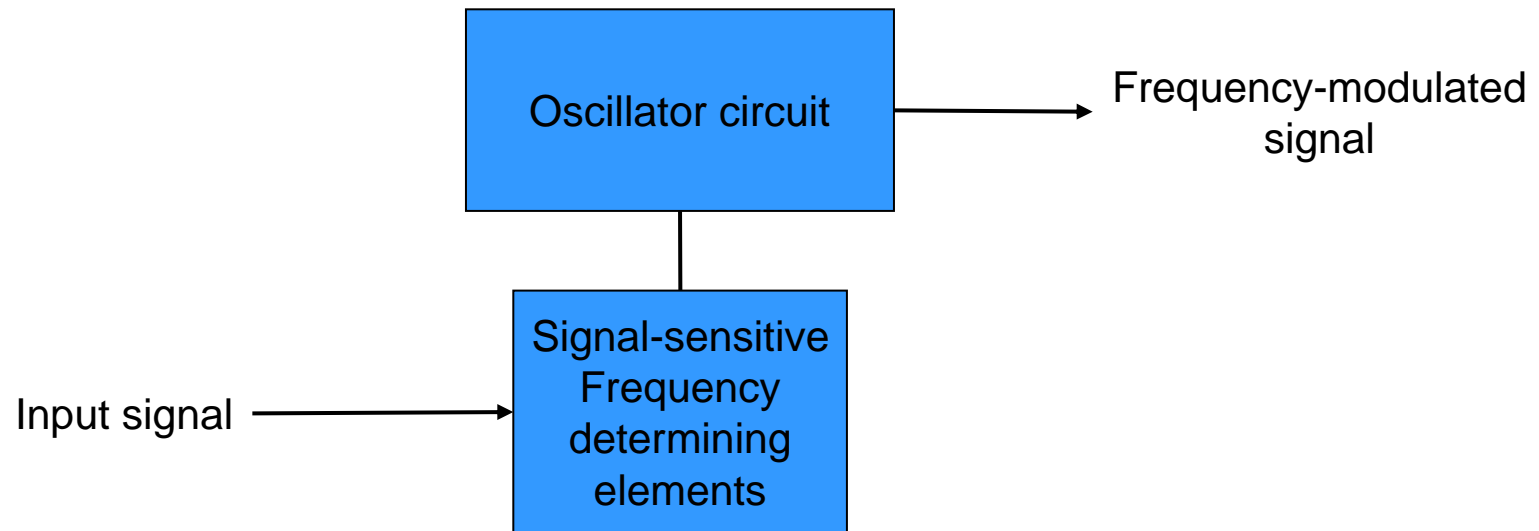 Oscillator circuit
Frequency-modulated
signal
Signal-sensitive
Frequency
determining
elements
Input signal